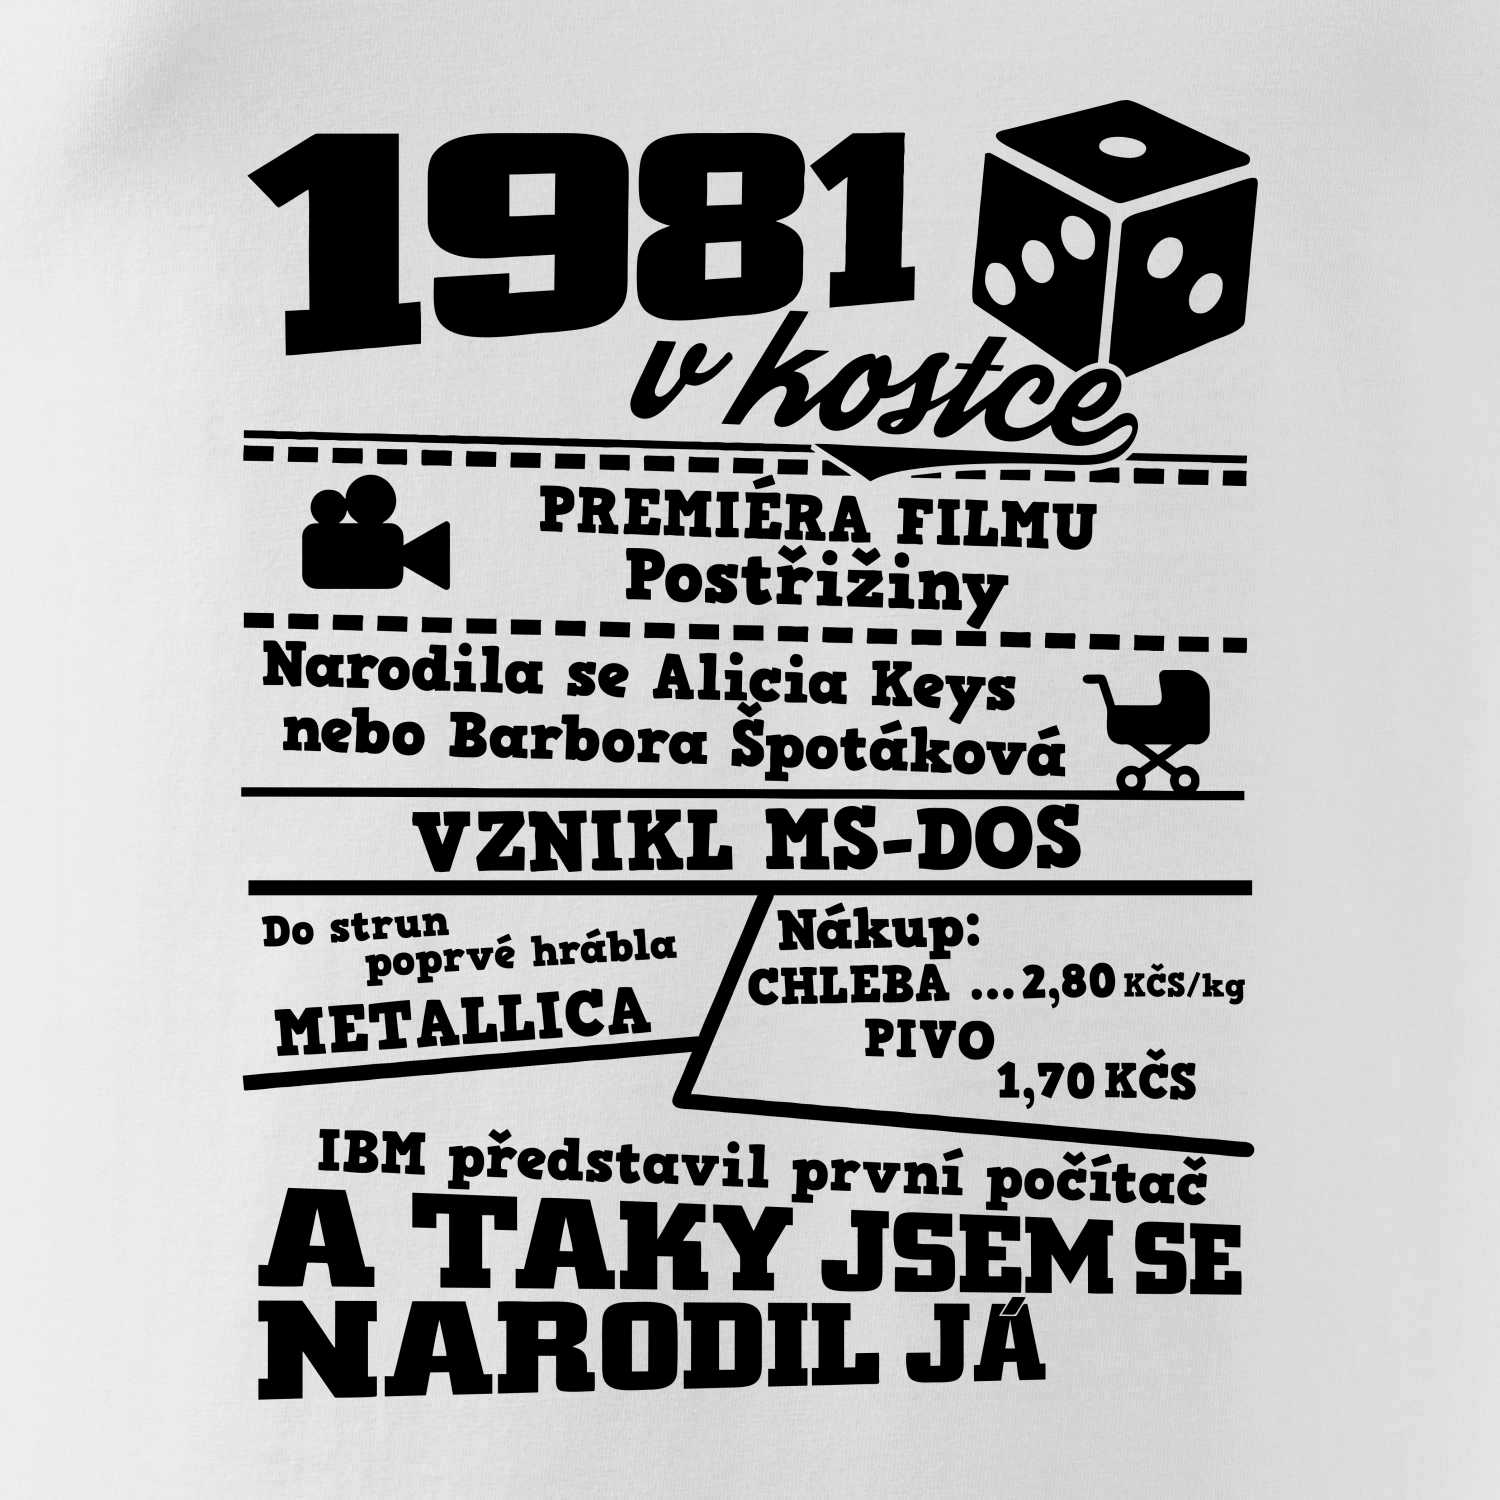 1981
v kostce
PREMIÉRA FILMU
Postřižiny
Narodila se Alicia Keys
nebo Barbora Špotáková
VZNIKL MS-DOS
Do strun
poprvé hrábla
METALLICA
Nákup:
CHLEBA ...2,80 KČS/kg
PIVO
1,70 KČS
IBM představil první počítač
A TAKY JSEM SE
NARODIL JÁ